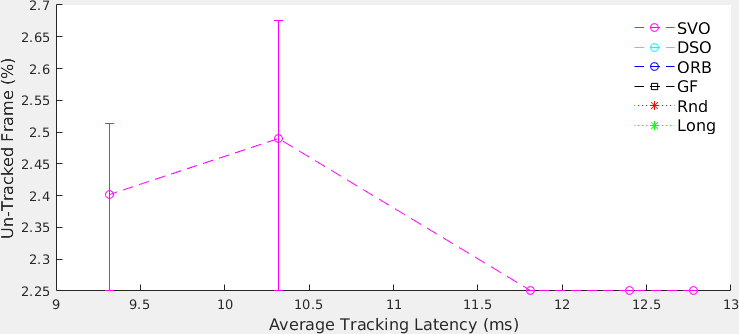 2.7
2.65
2.6
2.55
2.5
2.45
2.4
2.35
2.3
2.25
Un-Tracked Frame (%)
SVO
DSO
ORB
GF
Rnd
Long
9 9.5 10 10.5 11 11.5 12 12.5 13
Average Tracking Latency (ms)